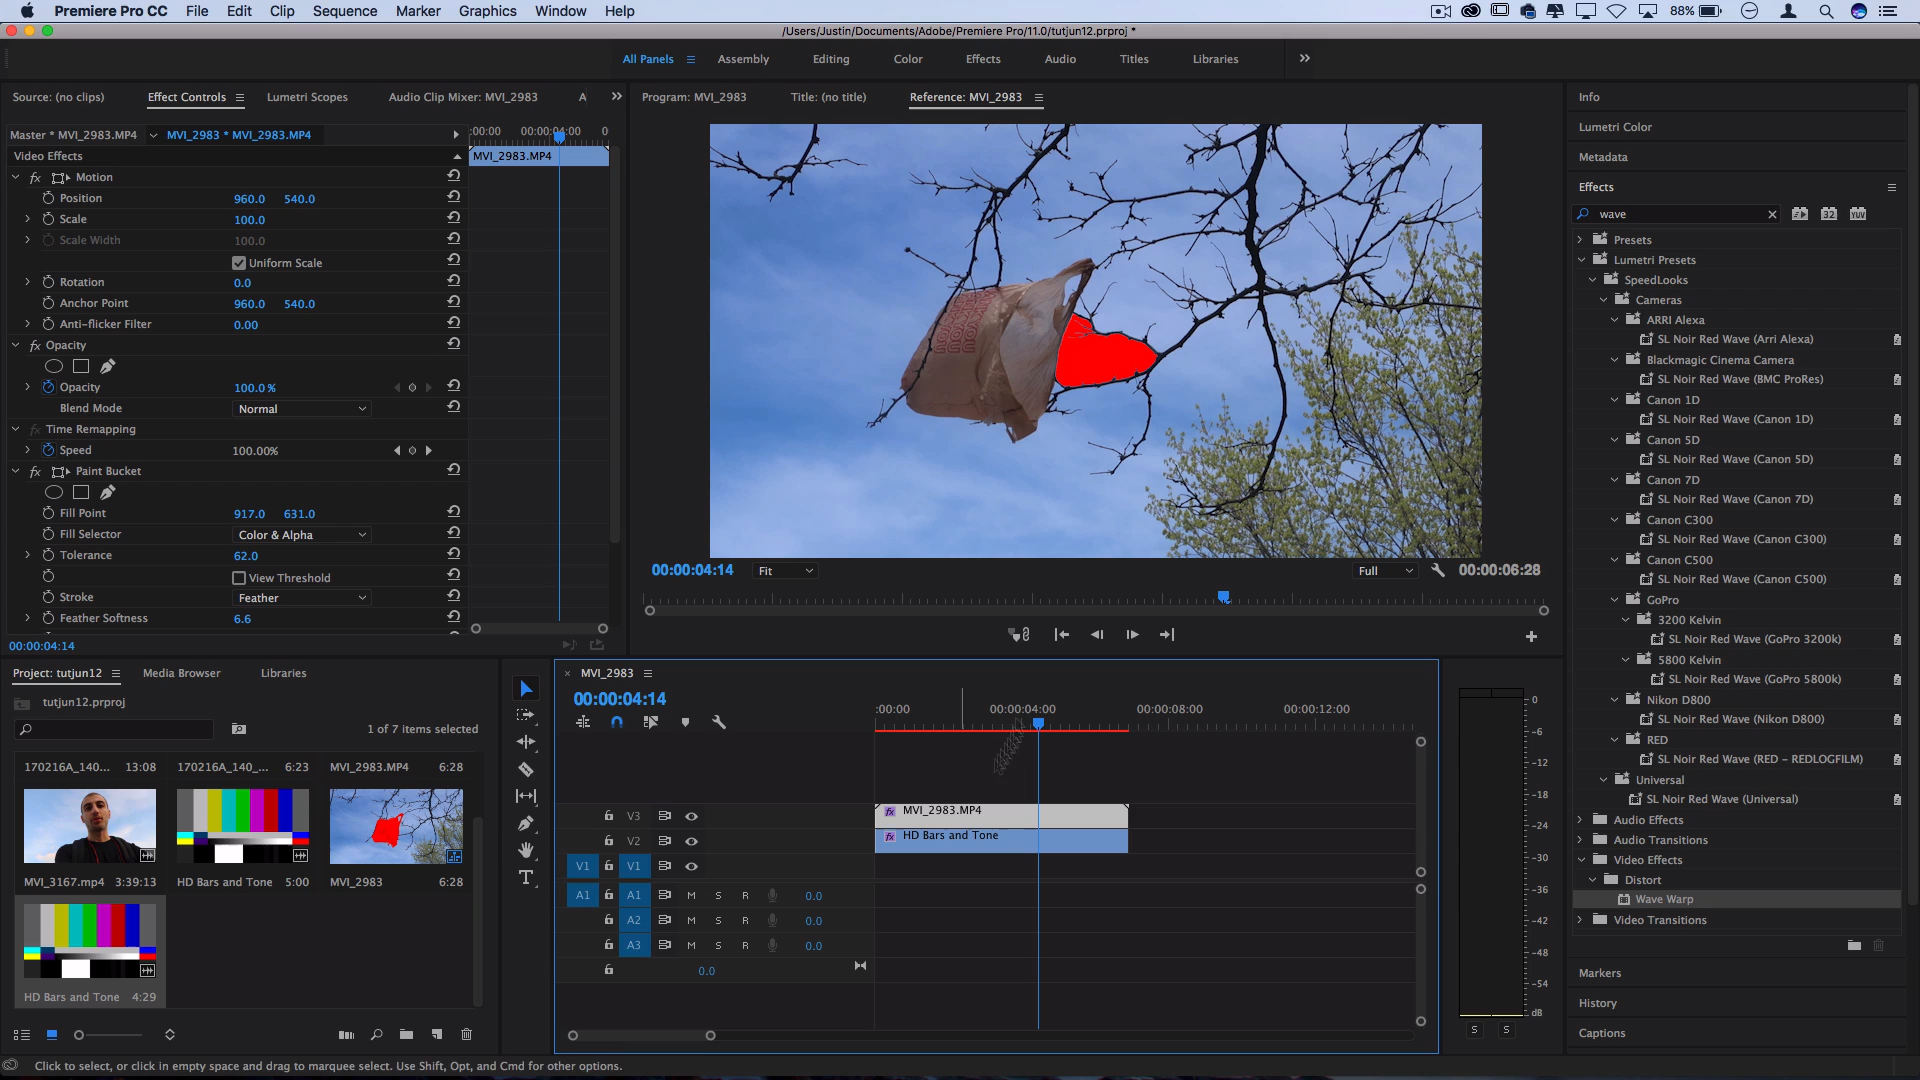 Premiere Pro CC File Edit Clip Sequence Marker Graphics Window Help 88%
/Users/Justin/Documents/Adobe/Premiere Pro/11.0/tutjun12.prproj *
All Panels Assembly Editing Color Effects Audio Titles Libraries
Source: (no clips) Effect Controls Lumetri Scopes Audio Clip Mixer: MVI_2983 A
Master * MVI_2983.MP4 MVI_2983 * MVI_2983.MP4
:00:00 00:00:04:00 0
Video Effects
MVI_2983.MP4
fx Motion
Position 960.0 540.0
Scale 100.0
Scale Width 100.0
Uniform Scale
Rotation 0.0
Anchor Point 960.0 540.0
Anti-flicker Filter 0.00
fx Opacity
Opacity 100.0 %
Blend Mode Normal
fx Time Remapping
Speed 100.00%
fx Paint Bucket
Fill Point 917.0 631.0
Fill Selector Color & Alpha
Tolerance 62.0
View Threshold
Stroke Feather
Feather Softness 6.6
00:00:04:14
Program: MVI_2983 Title: (no title) Reference: MVI_2983
00:00:04:14 Fit Full 00:00:06:28
Info
Lumetri Color
Metadata
Effects
wave 32 YUV
Presets
Lumetri Presets
SpeedLooks
Cameras
ARRI Alexa
SL Noir Red Wave (Arri Alexa)
Blackmagic Cinema Camera
SL Noir Red Wave (BMC ProRes)
Canon 1D
SL Noir Red Wave (Canon 1D)
Canon 5D
SL Noir Red Wave (Canon 5D)
Canon 7D
SL Noir Red Wave (Canon 7D)
Canon C300
SL Noir Red Wave (Canon C300)
Canon C500
SL Noir Red Wave (Canon C500)
GoPro
3200 Kelvin
SL Noir Red Wave (GoPro 3200k)
5800 Kelvin
SL Noir Red Wave (GoPro 5800k)
Nikon D800
SL Noir Red Wave (Nikon D800)
RED
SL Noir Red Wave (RED - REDLOGFILM)
Universal
SL Noir Red Wave (Universal)
Audio Effects
Audio Transitions
Video Effects
Distort
Wave Warp
Video Transitions
Markers
History
Captions
Project: tutjun12 Media Browser Libraries
tutjun12.prproj
1 of 7 items selected
170216A_140_... 13:08 170216A_140_... 6:23 MVI_2983.MP4 6:28
MVI_3167.mp4 3:39:13 HD Bars and Tone 5:00 MVI_2983 6:28
HD Bars and Tone 4:29
MVI_2983
00:00:04:14
:00:00 00:00:04:00 00:00:08:00 00:00:12:00
V3 fx MVI_2983.MP4
V2 fx HD Bars and Tone
V1 V1
A1 A1 M S R 0.0
A2 M S R 0.0
A3 M S R 0.0
0.0
0
-6
-12
-18
-24
-30
-36
-42
-48
-54
dB
S S
Click to select, or click in empty space and drag to marquee select. Use Shift, Opt, and Cmd for other options.